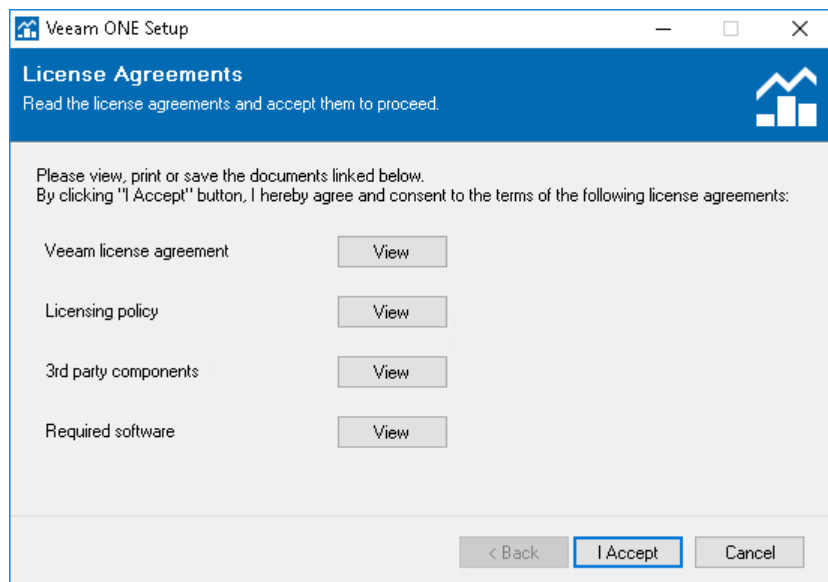 Veeam ONE Setup
License Agreements
Read the license agreements and accept them to proceed.
Please view, print or save the documents linked below.
By clicking "I Accept" button, I hereby agree and consent to the terms of the following license agreements:
Veeam license agreement View
Licensing policy View
3rd party components View
Required software View
< Back I Accept Cancel